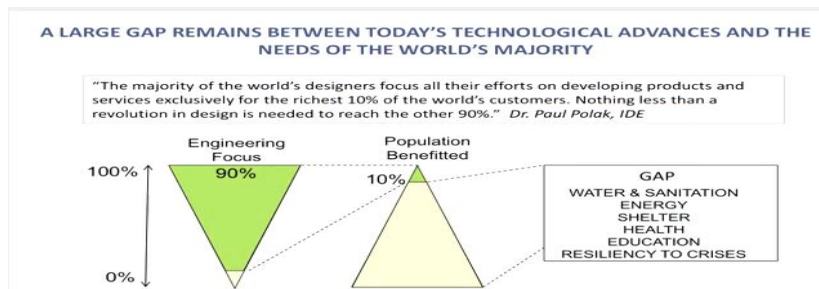 A LARGE GAP REMAINS BETWEEN TODAY'S TECHNOLOGICAL ADVANCES AND THE
NEEDS OF THE WORLD'S MAJORITY
"The majority of the world's designers focus all their efforts on developing products and
services exclusively for the richest 10% of the world's customers. Nothing less than a
revolution in design is needed to reach the other 90%." Dr. Paul Polak, IDE
Engineering
Focus
Population
Benefitted
100%
90%
10%
0%
GAP
WATER & SANITATION
ENERGY
SHELTER
HEALTH
EDUCATION
RESILIENCY TO CRISES